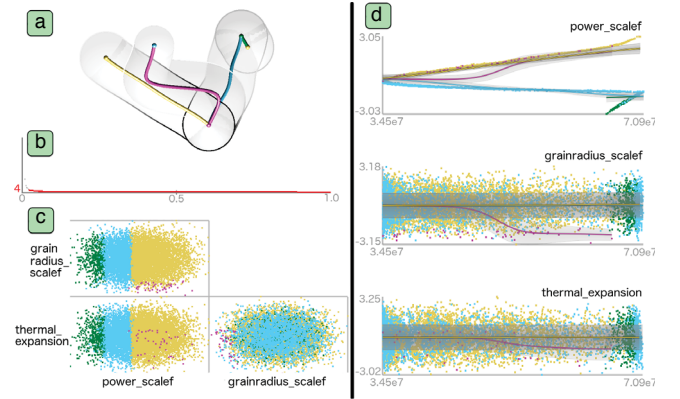 a
b
4
0
0.5
1.0
c
grain
radius_
scalef
thermal_
expansion
power_scalef
grainradius_scalef
d
power_scalef
3.05
-3.03
3.45e7
7.09e7
grainradius_scalef
3.18
-3.15
3.45e7
7.09e7
thermal_expansion
3.25
-3.02
3.45e7
7.09e7